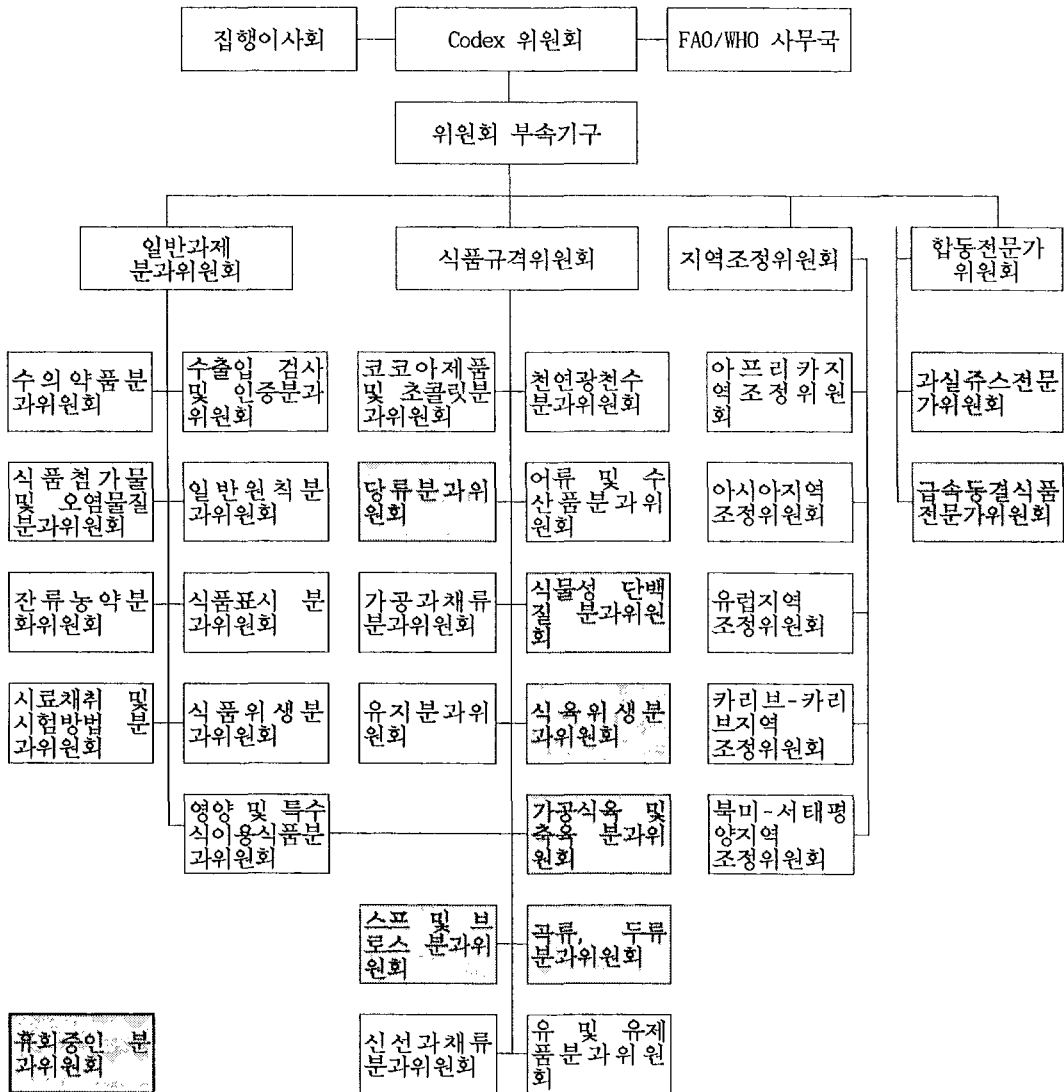 집행이사회
Codex 위원회
FAO/WHO 사무국
위원회 부속기구
일반과제
분과위원회
식품규격위원회
지역조정위원회
합동전문가
위원회
수의약품분
과위원회
수출입 검사
및 인증분과
위원회
코코아제품
및 초콜릿분
과위원회
천연광천수
분과위원회
아프리카지
역조정위원
회
과실쥬스전문
가위원회
식품첨가물
및 오염물질
분과위원회
일반원칙분
과위원회
당류분과위
원회
어류 및 수
산품분과위
원회
아시아지역
조정위원회
급속동결식품
전문가위원회
잔류농약분
화위원회
식품표시 분
과위원회
가공과채류
분과위원회
식물성 단백
질 분과위원
회
유럽지역
조정위원회
시료채취 및
시험방법 분
과위원회
식품위생분
과위원회
유지분과위
원회
식육위생분
과위원회
카리브-카리
브지역
조정위원회
영양 및 특수
식이용식품분
과위원회
가공식육 및
축육 분과위
원회
북미-서태평
양지역
조정위원회
스프 및 브
로스 분과위
원회
곡류, 두류
분과위원회
휴회중인 분
과위원회
신선과채류
분과위원회
유 및 유제
품분과위원
회